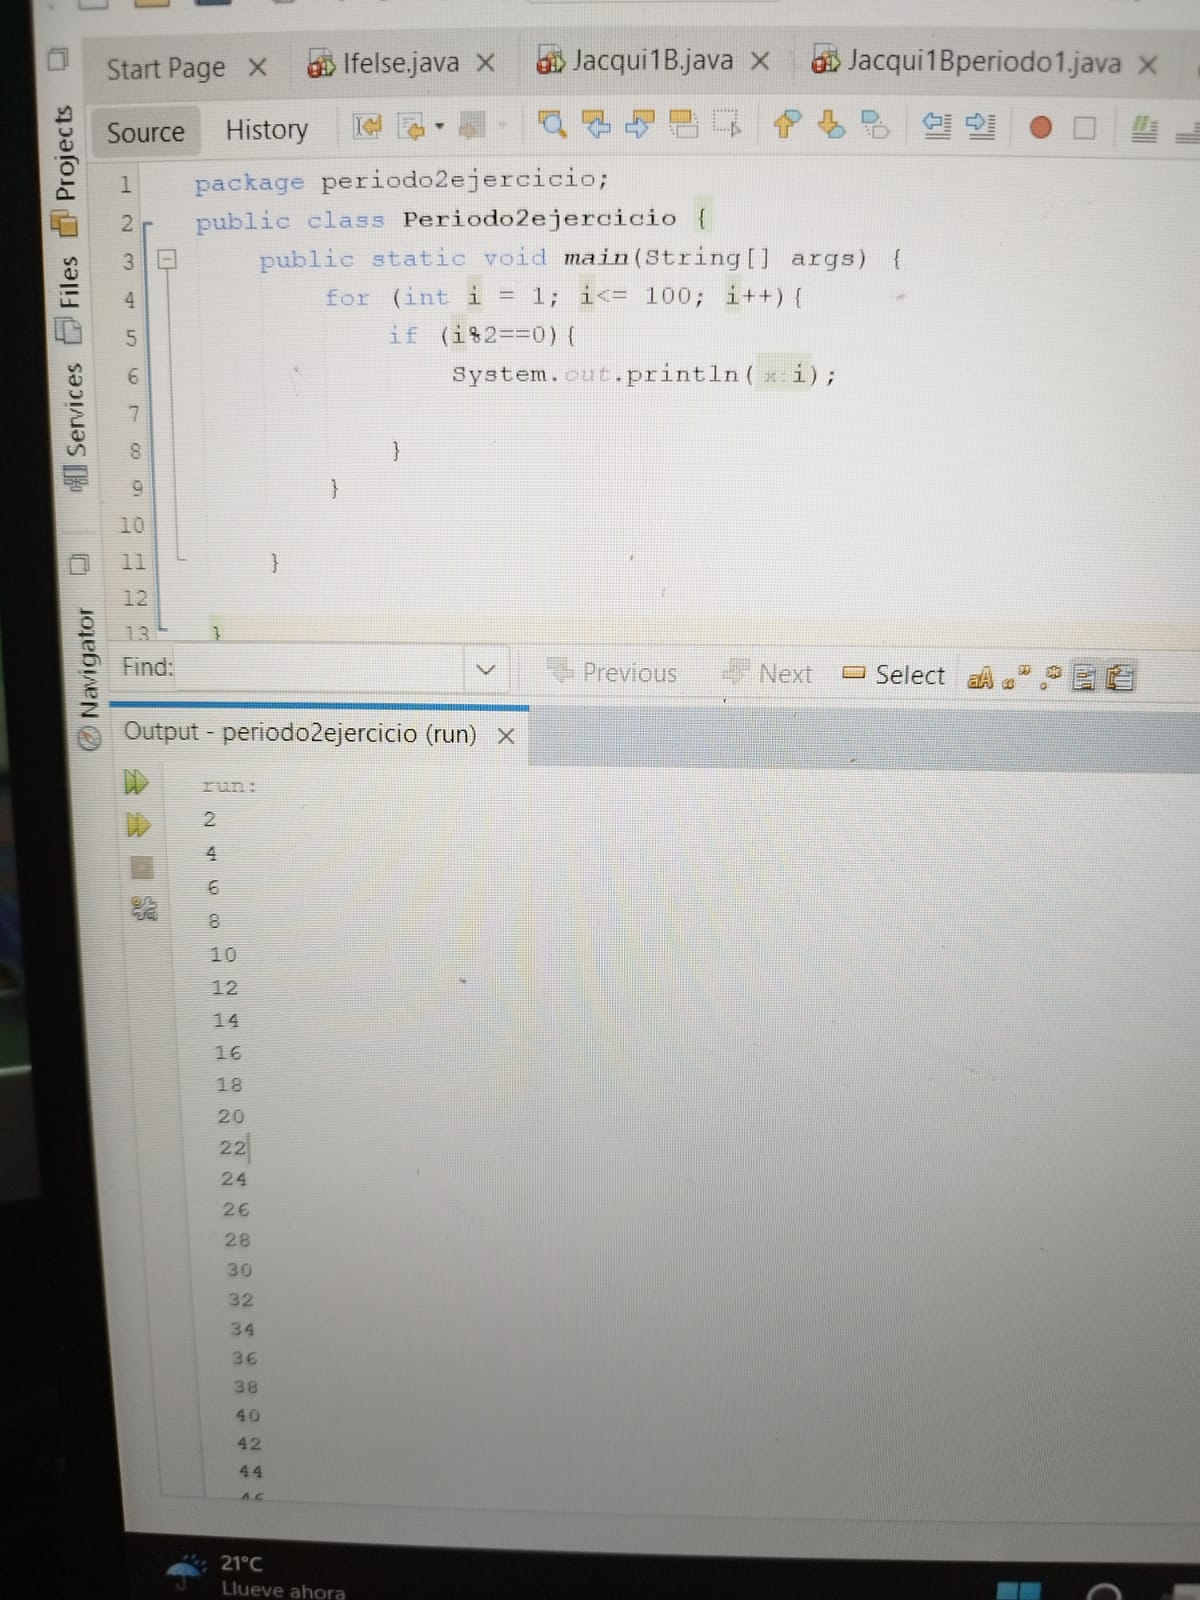 Start Page
Ifelse.java
Jacqui1B.java
Jacqui1Bperiodo1.java
Source
History
Projects
Files
Services
Navigator
1 package periodo2ejercicio;
2 public class Periodo2ejercicio {
3 public static void main(String[] args) {
4 for (int i = 1; i<= 100; i++){
5 if (i%2==0){
6 System.out.println( x: i);
7
8 }
9 }
10
11 }
12
13 }
Find:
Previous
Next
Select
aA
Output - periodo2ejercicio (run)
run:
2
4
6
8
10
12
14
16
18
20
22
24
26
28
30
32
34
36
38
40
42
44
46
21°C
Llueve ahora